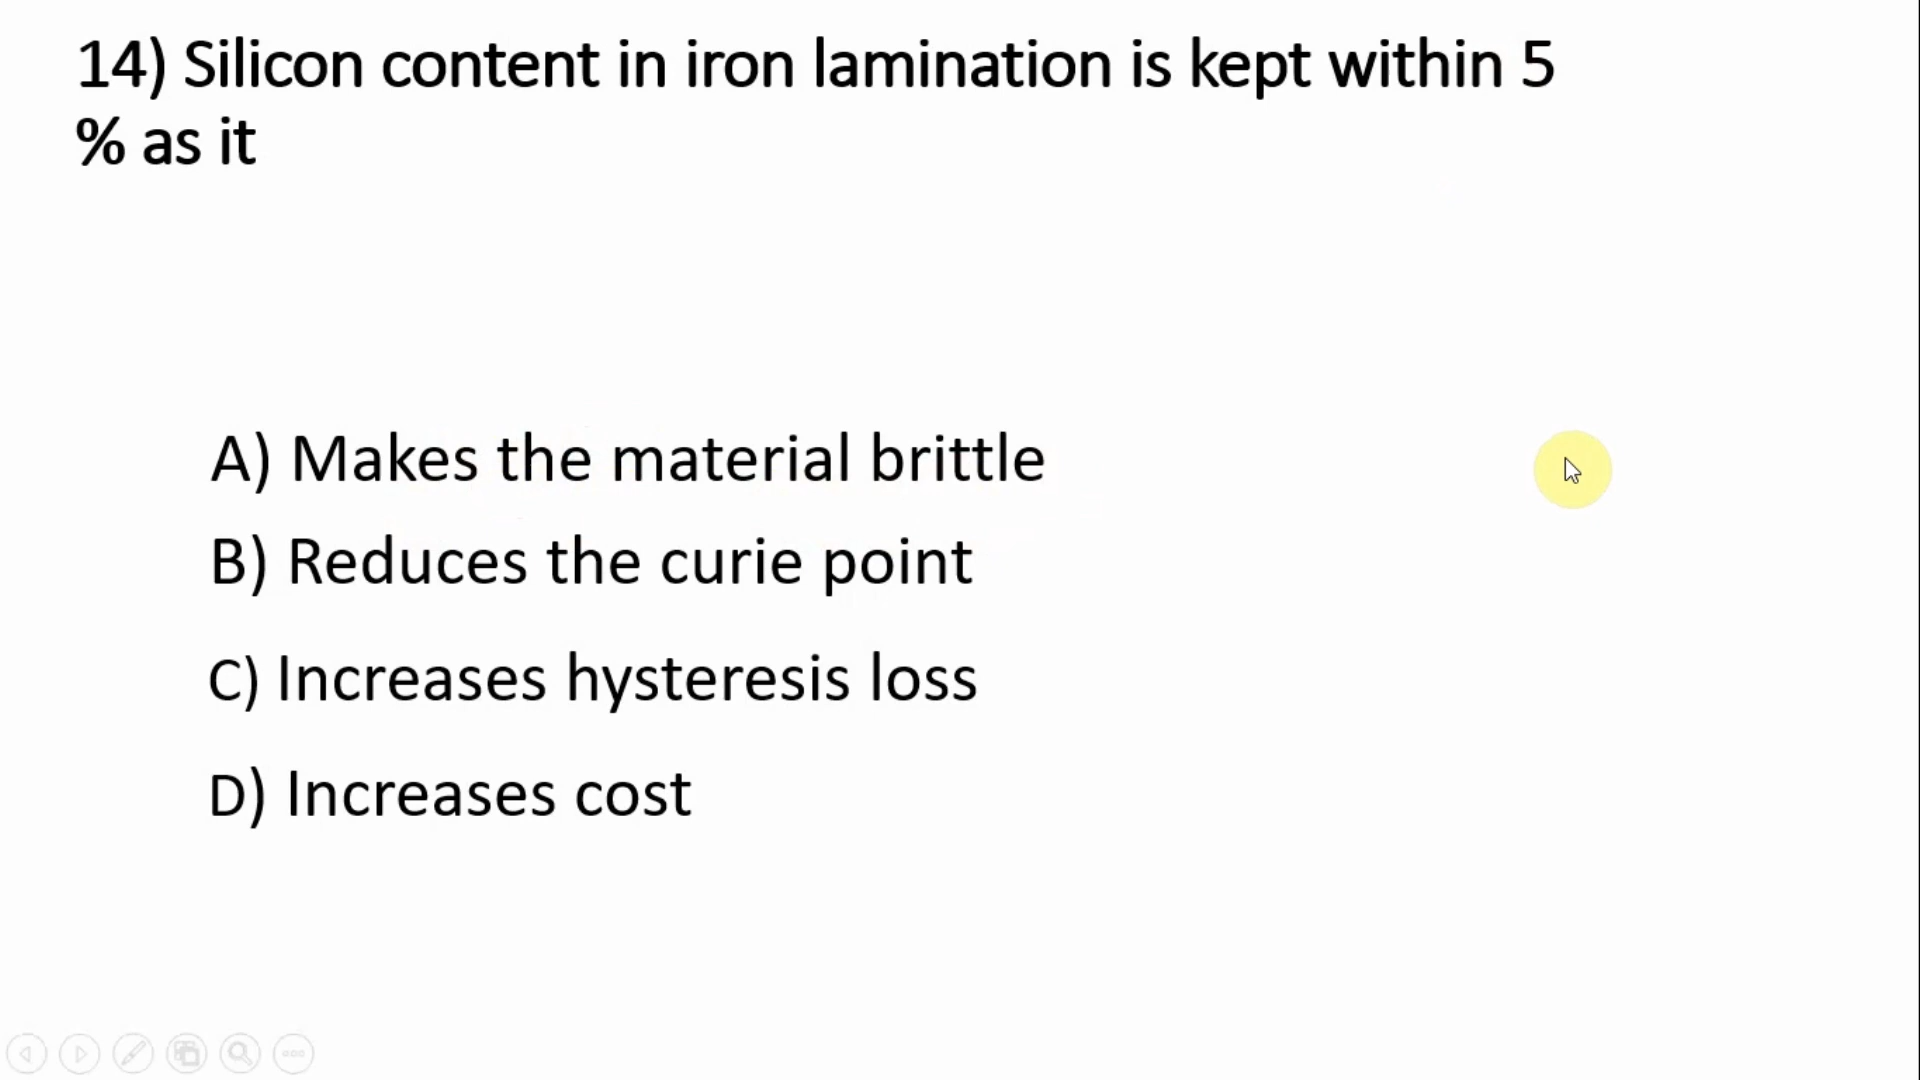 14) Silicon content in iron lamination is kept within 5
% as it
A) Makes the material brittle
B) Reduces the curie point
C) Increases hysteresis loss
D) Increases cost